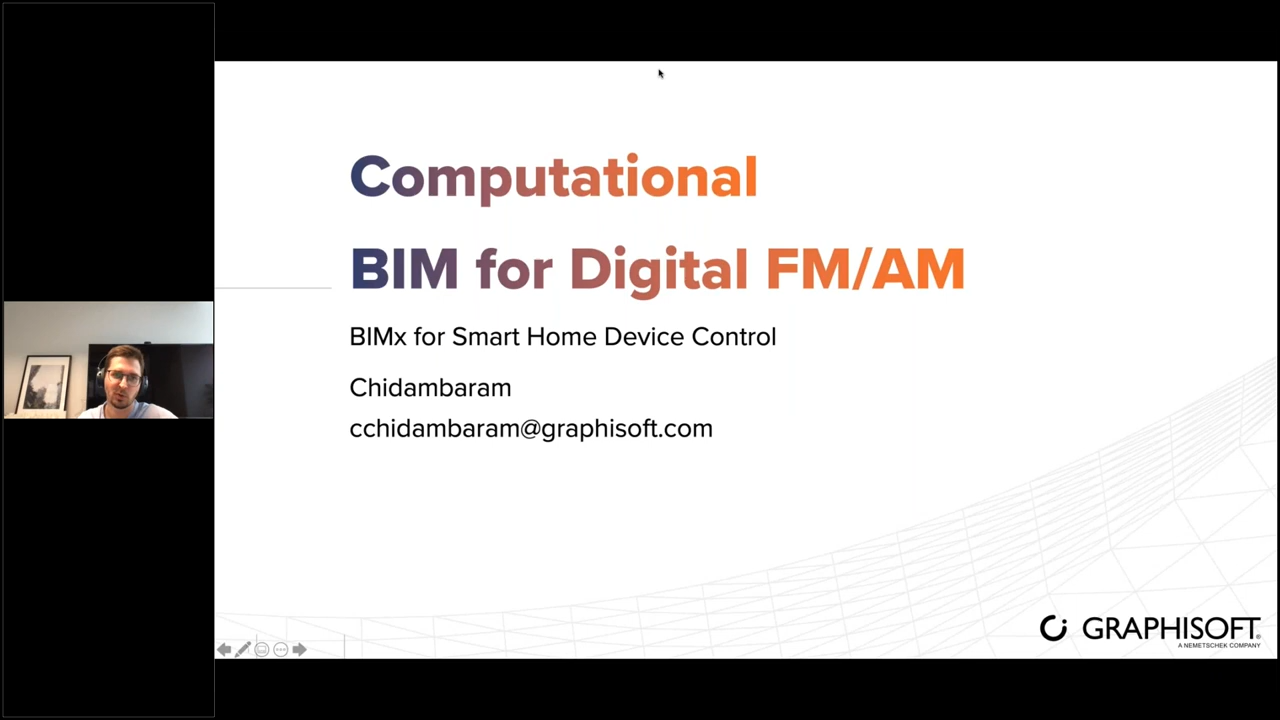 Computational
BIM for Digital FM/AM
BIMx for Smart Home Device Control
Chidambaram
cchidambaram@graphisoft.com
GRAPHISOFT®
A NEMETSCHEK COMPANY